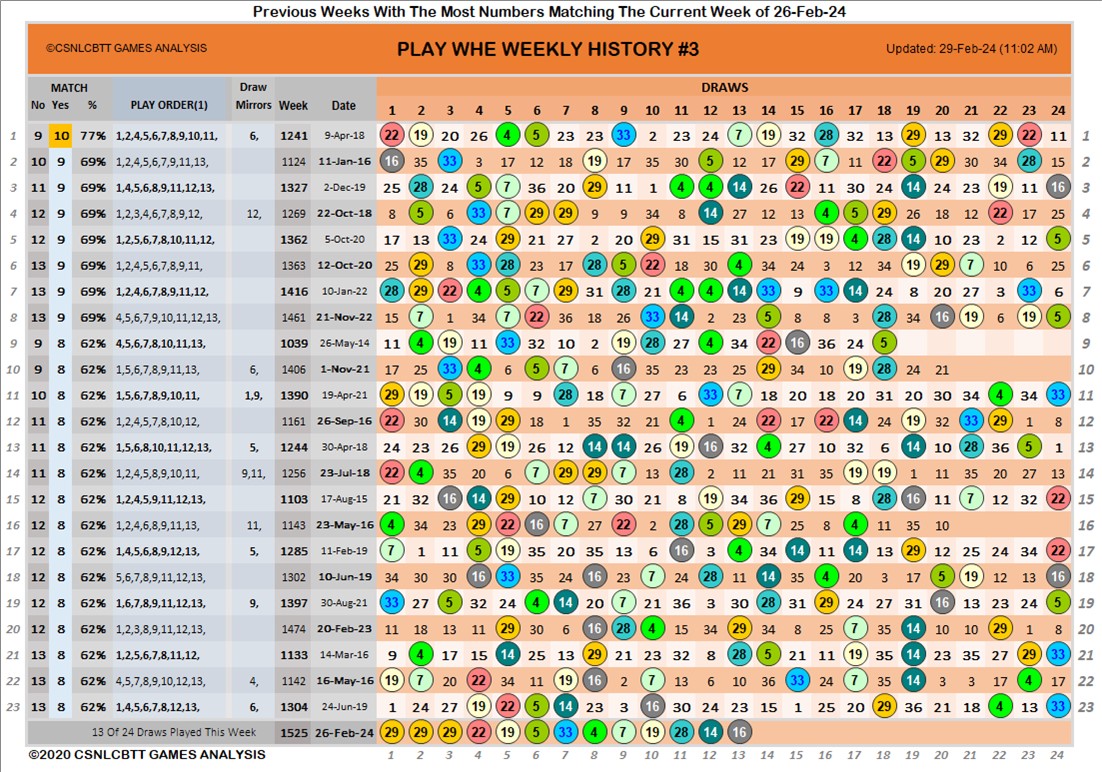 Previous Weeks With The Most Numbers Matching The Current Week of 26-Feb-24
©CSNLCBTT GAMES ANALYSIS PLAY WHE WEEKLY HISTORY #3 Updated: 29-Feb-24 (11:02 AM)
MATCH Draw DRAWS
No Yes % PLAY ORDER(1) Mirrors Week Date 1 2 3 4 5 6 7 8 9 10 11 12 13 14 15 16 17 18 19 20 21 22 23 24
1 9 10 77% 1,2,4,5,6,7,8,9,10,11, 6, 1241 9-Apr-18 22 19 20 26 4 5 23 23 33 2 23 24 7 19 32 28 32 13 29 13 32 29 22 11 1
2 10 9 69% 1,2,4,5,6,7,9,11,13, 1124 11-Jan-16 16 35 33 3 17 12 18 19 17 35 30 5 12 17 29 7 11 22 5 29 30 34 28 15 2
3 11 9 69% 1,4,5,6,8,9,11,12,13, 1327 2-Dec-19 25 28 24 5 7 36 20 29 11 1 4 4 14 26 22 11 30 24 14 24 22 19 11 16 3
4 12 9 69% 1,2,3,4,6,7,8,9,12, 12, 1269 22-Oct-18 8 5 6 33 7 29 29 9 9 34 8 14 27 12 13 4 5 29 26 18 12 22 17 25 4
5 12 9 69% 1,2,5,6,7,8,10,11,12, 1362 5-Oct-20 17 13 33 24 29 21 27 2 20 29 31 15 31 23 19 19 4 28 14 10 23 2 12 5 5
6 13 9 69% 1,2,4,5,6,7,8,9,11, 1363 12-Oct-20 25 29 8 33 28 23 17 28 5 22 18 30 4 34 24 3 12 34 19 29 7 10 6 25 6
7 13 9 69% 1,2,4,6,7,8,9,11,12, 1416 10-Jan-22 28 29 22 4 5 7 29 31 28 21 4 4 14 33 9 33 14 24 8 20 27 3 33 6 7
8 13 9 69% 4,5,6,7,9,10,11,12,13, 1461 21-Nov-22 15 7 1 34 7 22 36 18 26 33 14 2 23 5 8 8 3 28 34 16 19 6 19 5 8
9 9 8 62% 4,5,6,7,8,10,11,13, 1039 26-May-14 11 4 19 11 33 32 10 2 19 28 27 4 34 22 16 36 24 5 9
10 9 8 62% 1,5,6,7,8,9,11,13, 6, 1406 1-Nov-21 17 25 33 4 6 5 7 6 16 35 23 23 25 29 34 10 19 28 24 21 10
11 10 8 62% 1,5,6,7,8,9,10,11, 1,9, 1390 19-Apr-21 29 19 5 19 9 9 28 18 7 27 6 33 7 18 20 18 20 31 20 30 34 4 34 33 11
12 11 8 62% 1,2,4,5,7,8,10,12, 1161 26-Sep-16 22 30 14 19 29 18 1 35 32 21 4 1 27 22 17 22 14 24 19 32 33 29 1 8 12
13 11 8 62% 1,5,6,8,10,11,12,13, 5, 1244 30-Apr-18 24 23 26 29 19 26 12 14 14 26 19 16 32 4 27 10 32 6 14 10 28 36 5 1 13
14 11 8 62% 1,2,4,5,8,9,10,11, 9,11, 1256 23-Jul-18 22 4 35 20 6 7 29 29 7 13 28 2 11 21 31 35 19 19 1 11 35 20 27 13 14
15 12 8 62% 1,2,4,5,9,11,12,13, 1103 17-Aug-15 21 32 16 14 29 10 12 7 30 21 8 19 34 36 29 15 8 28 16 11 7 12 32 22 15
16 12 8 62% 1,2,4,6,8,9,11,13, 11, 1143 23-May-16 4 34 23 29 22 16 7 27 22 2 28 5 29 7 25 8 4 11 35 10 16
17 12 8 62% 1,4,5,6,8,9,12,13, 5, 1285 11-Feb-19 7 1 11 5 19 35 20 35 13 6 16 3 4 34 14 11 14 13 29 12 25 24 34 22 17
18 12 8 62% 5,6,7,8,9,11,12,13, 1302 10-Jun-19 34 30 30 16 33 35 24 16 23 7 24 28 11 14 35 4 20 3 17 5 19 12 13 16 18
19 12 8 62% 1,6,7,8,9,11,12,13, 9, 1397 30-Aug-21 33 27 5 32 24 4 14 20 7 21 36 3 30 28 31 29 24 27 31 16 13 23 24 5 19
20 12 8 62% 1,2,3,8,9,11,12,13, 1474 20-Feb-23 11 18 13 11 29 30 6 16 28 4 13 34 29 34 8 25 7 35 14 10 10 29 1 8 20
21 13 8 62% 1,2,5,6,7,8,11,12, 1133 14-Mar-16 9 4 17 15 14 25 13 29 21 23 32 8 28 5 21 11 19 35 14 23 35 27 29 33 21
22 13 8 62% 4,5,7,8,9,10,12,13, 4, 1142 16-May-16 19 7 20 22 34 17 19 16 2 7 13 6 10 36 33 24 7 35 14 3 3 17 4 17 22
23 13 8 62% 1,4,5,6,7,8,12,13, 6, 1304 24-Jun-19 1 24 27 19 22 5 14 23 3 16 30 24 23 15 1 25 20 29 36 21 18 4 13 33 23
13 Of 24 Draws Played This Week 1525 26-Feb-24 29 29 29 22 19 5 33 4 7 19 28 14 16
©2020 CSNLCBTT GAMES ANALYSIS 1 2 3 4 5 6 7 8 9 10 11 12 13 14 15 16 17 18 19 20 21 22 23 24